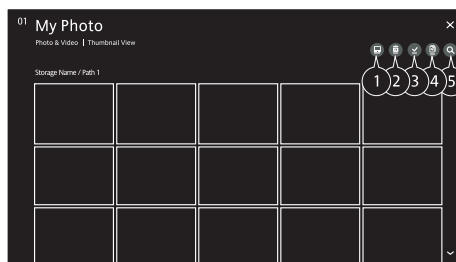 01
My Photo
Photo & Video | Thumbnail View
Storage Name / Path 1
1 2 3 4 5